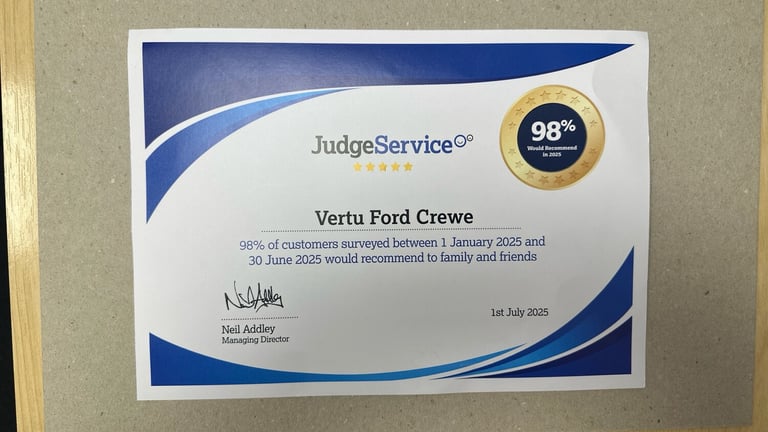 JudgeService
98%
Would Recommend
in 2025
Vertu Ford Crewe
98% of customers surveyed between 1 January 2025 and
30 June 2025 would recommend to family and friends
Neil Addley
Managing Director
1st July 2025